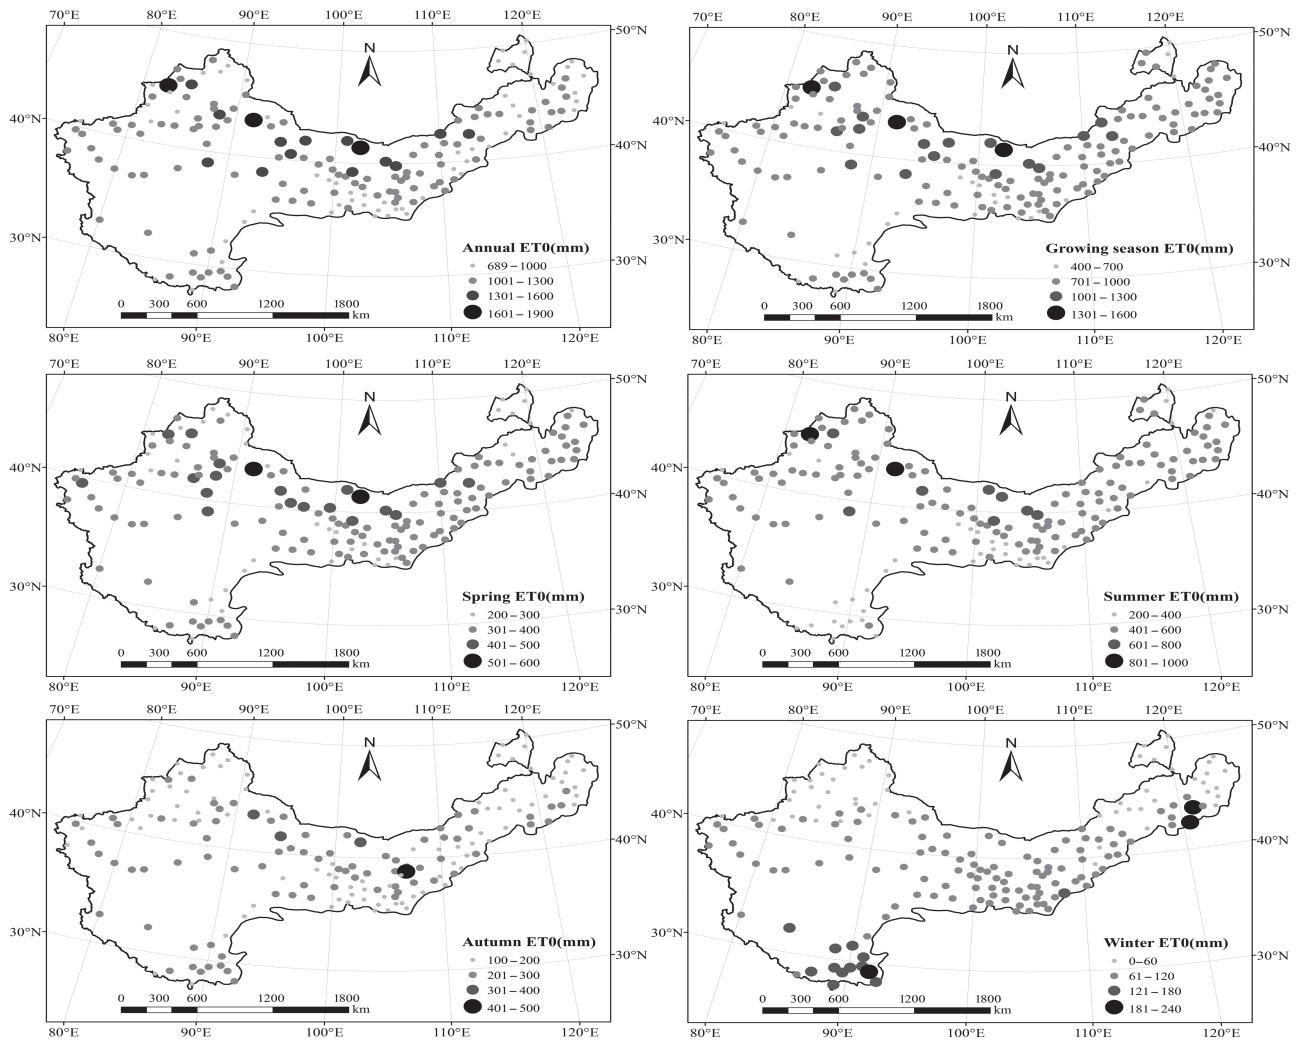 70°E 80°E 90°E 100°E 110°E 120°E
50°N
N
40°N
40°N
30°N
30°N
Annual ET0(mm)
689–1000
1001–1300
1301–1600
1601–1900
0 300 600 1200 1800
km
80°E 90°E 100°E 110°E 120°E
70°E 80°E 90°E 100°E 110°E 120°E
50°N
N
40°N
40°N
30°N
30°N
Growing season ET0(mm)
400–700
701–1000
1001–1300
1301–1600
0 300 600 1200 1800
km
80°E 90°E 100°E 110°E 120°E
70°E 80°E 90°E 100°E 110°E 120°E
50°N
N
40°N
40°N
30°N
30°N
Spring ET0(mm)
200–300
301–400
401–500
501–600
0 300 600 1200 1800
km
80°E 90°E 100°E 110°E 120°E
70°E 80°E 90°E 100°E 110°E 120°E
50°N
N
40°N
40°N
30°N
30°N
Summer ET0(mm)
200–400
401–600
601–800
801–1000
0 300 600 1200 1800
km
80°E 90°E 100°E 110°E 120°E
70°E 80°E 90°E 100°E 110°E 120°E
50°N
N
40°N
40°N
30°N
30°N
Autumn ET0(mm)
100–200
201–300
301–400
401–500
0 300 600 1200 1800
km
80°E 90°E 100°E 110°E 120°E
70°E 80°E 90°E 100°E 110°E 120°E
50°N
N
40°N
40°N
30°N
30°N
Winter ET0(mm)
0–60
61–120
121–180
181–240
0 300 600 1200 1800
km
80°E 90°E 100°E 110°E 120°E